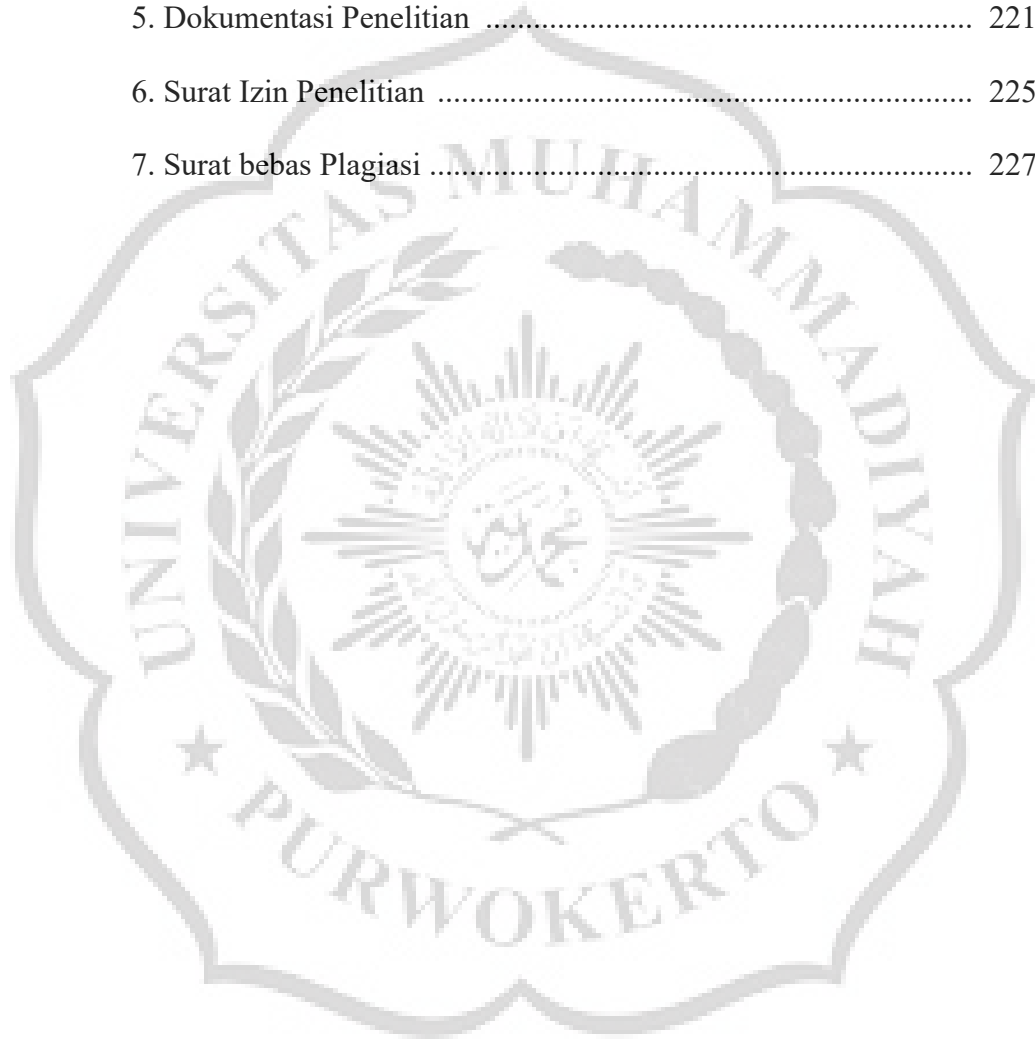 5. Dokumentasi Penelitian ............................................................. 221
6. Surat Izin Penelitian ................................................................... 225
7. Surat bebas Plagiasi .................................................................... 227
UNIVERSITAS MUHAMMADIYAH
PURWOKERTO